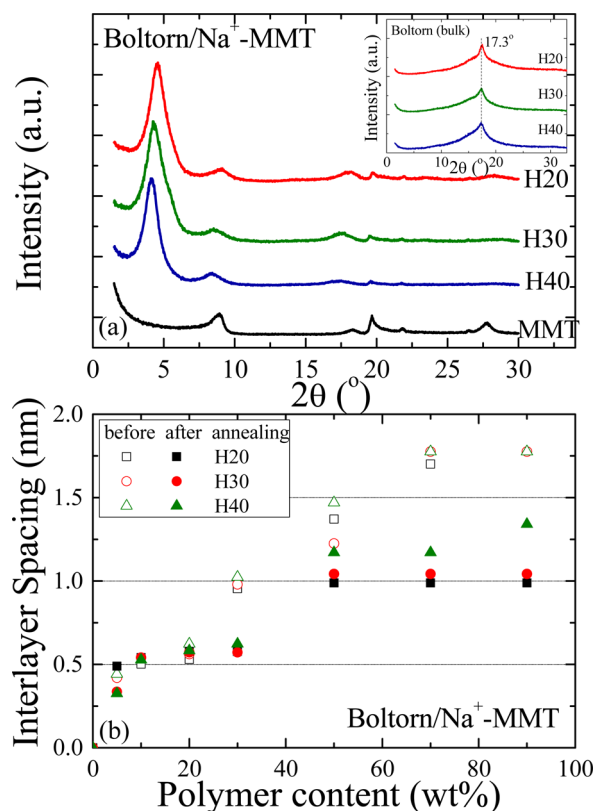 Boltorn/Na⁺-MMT
Boltorn (bulk)
17.3°
H20
H30
H40
Intensity (a.u.)
0 10 20 30
2θ (°)
Intensity (a.u.)
H20
H30
H40
MMT
(a)
0 5 10 15 20 25 30
2θ (°)
before after annealing
H20
H30
H40
2.0
1.5
1.0
0.5
0.0
Interlayer Spacing (nm)
(b)
Boltorn/Na⁺-MMT
0 20 40 60 80 100
Polymer content (wt%)